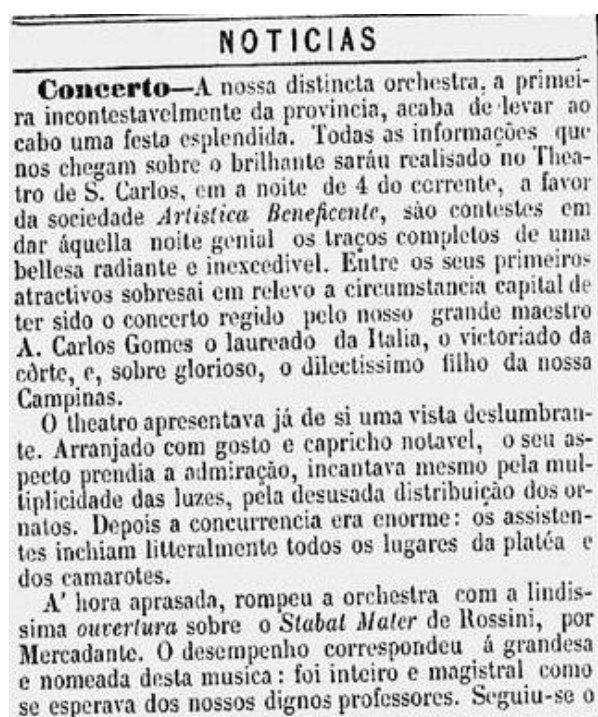 NOTICIAS
Concerto—A nossa distincta orchestra, a primei-
ra incontestavelmente da provincia, acaba de levar ao
cabo uma festa esplendida. Todas as informações que
nos chegam sobre o brilhante saráu realisado no Thea-
tro de S. Carlos, em a noite de 4 do corrente, a favor
da sociedade Artistica Beneficente, são contestes em
dar áquella noite genial os traços completos de uma
bellesa radiante e inexcedivel. Entre os seus primeiros
atractivos sobresai em relevo a circumstancia capital de
ter sido o concerto regido pelo nosso grande maestro
A. Carlos Gomes o laureado da Italia, o victoriado da
côrte, e, sobre glorioso, o dilectissimo filho da nossa
Campinas.
O theatro apresentava já de si uma vista deslumbran-
te. Arranjado com gosto e capricho notavel, o seu as-
pecto prendia a admiração, incantava mesmo pela mul-
tiplicidade das luzes, pela desusada distribuição dos or-
natos. Depois a concurrencia era enorme: os assisten-
tes inchiam litteralmente todos os lugares da platéa e
dos camarotes.
A' hora aprasada, rompeu a orchestra com a lindis-
sima ouvertura sobre o Stabat Mater de Rossini, por
Mercadante. O desempenho correspondeu á grandesa
e nomeada desta musica: foi inteiro e magistral como
se esperava dos nossos dignos professores. Seguiu-se o